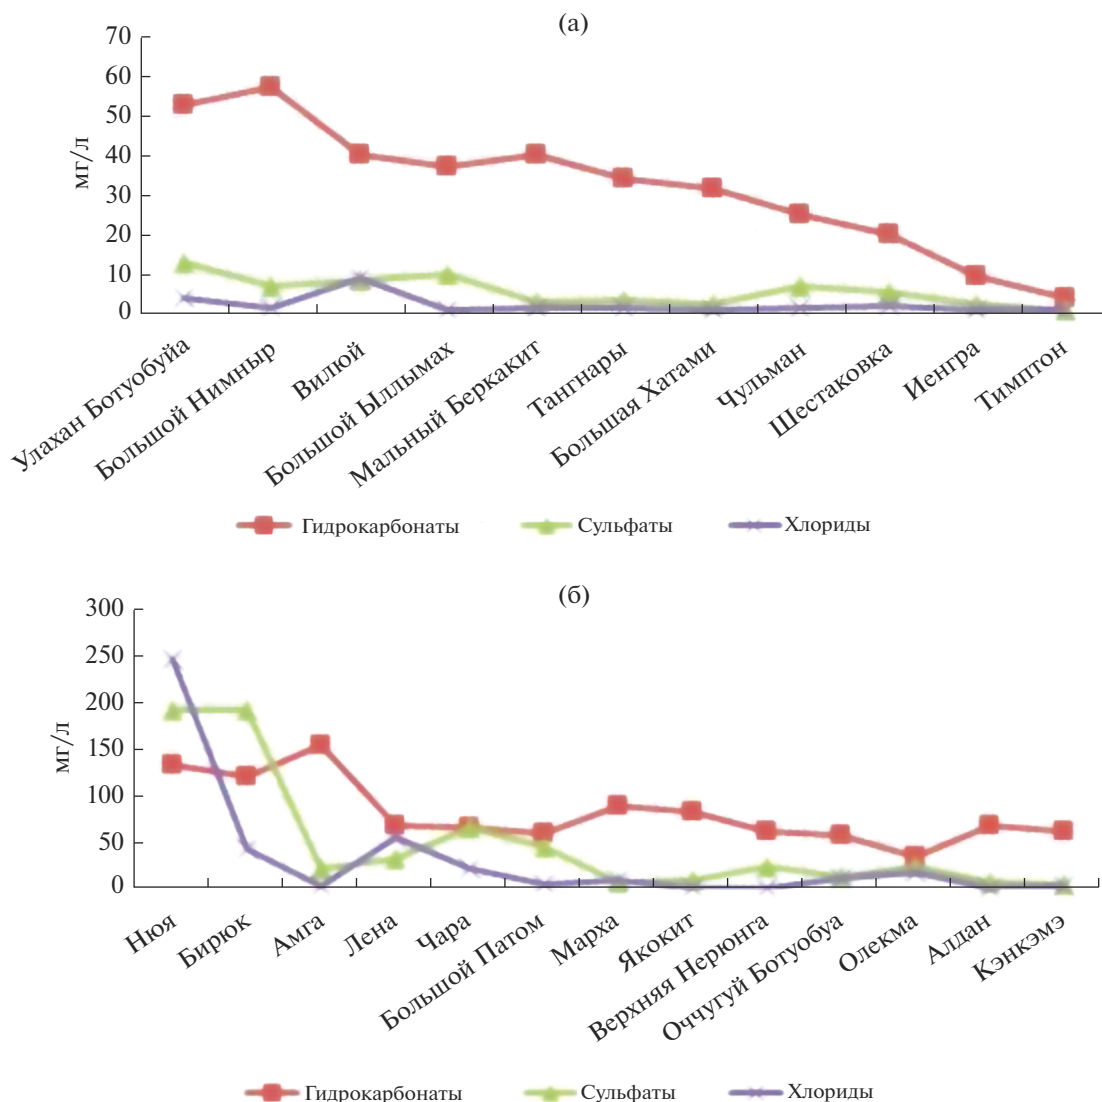 (а)
70
60
50
40
30
20
10
0
мг/л
Улахан Ботуобуйа
Большой Нимныр
Вилюй
Большой Ыллымах
Мальный Беркакит
Тангнары
Большая Хатами
Чульман
Шестаковка
Иенгра
Тимптон
Гидрокарбонаты Сульфаты Хлориды
(б)
300
250
200
150
100
50
0
мг/л
Нюя
Бирюк
Амга
Лена
Чара
Большой Патом
Марха
Якокит
Верхняя Нерюнга
Оччугуй Ботуобуа
Олекма
Алдан
Кэнкэмэ
Гидрокарбонаты Сульфаты Хлориды